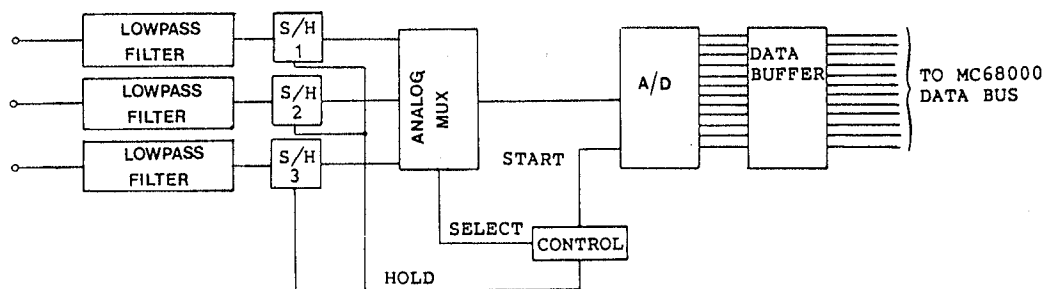 LOWPASS
FILTER
S/H
1
LOWPASS
FILTER
S/H
2
LOWPASS
FILTER
S/H
3
ANALOG
MUX
A/D
DATA
BUFFER
TO MC68000
DATA BUS
START
SELECT
CONTROL
HOLD